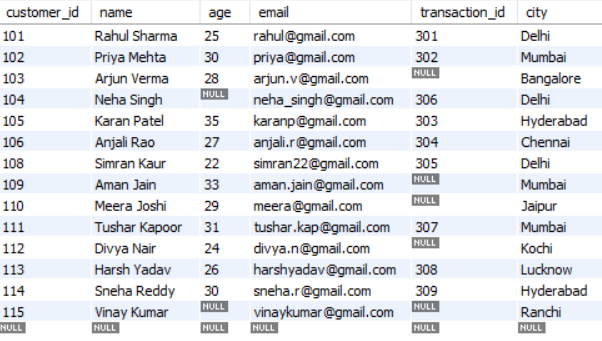 customer_id name age email transaction_id city
101 Rahul Sharma 25 rahul@gmail.com 301 Delhi
102 Priya Mehta 30 priya@gmail.com 302 Mumbai
103 Arjun Verma 28 arjun.v@gmail.com NULL Bangalore
104 Neha Singh NULL neha_singh@gmail.com 306 Delhi
105 Karan Patel 35 karanp@gmail.com 303 Hyderabad
106 Anjali Rao 27 anjali.r@gmail.com 304 Chennai
108 Simran Kaur 22 simran22@gmail.com 305 Delhi
109 Aman Jain 33 aman.jain@gmail.com NULL Mumbai
110 Meera Joshi 29 meera@gmail.com NULL Jaipur
111 Tushar Kapoor 31 tushar.kap@gmail.com 307 Mumbai
112 Divya Nair 24 divya.n@gmail.com NULL Kochi
113 Harsh Yadav 26 harshyadav@gmail.com 308 Lucknow
114 Sneha Reddy 30 sneha.r@gmail.com 309 Hyderabad
115 Vinay Kumar NULL vinaykumar@gmail.com NULL Ranchi
NULL NULL NULL NULL NULL NULL